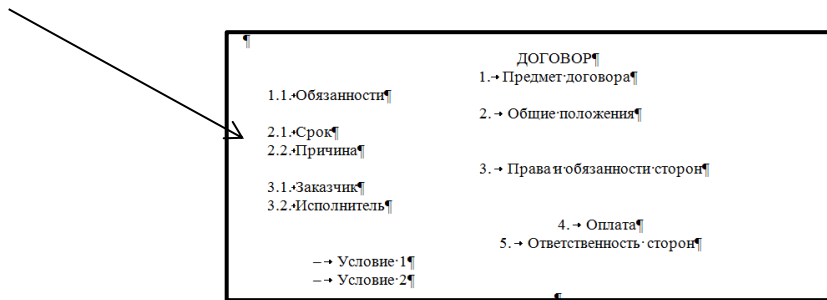 ДОГОВОР
1. Предмет договора
1.1. Обязанности
2. Общие положения
2.1. Срок
2.2. Причина
3. Права и обязанности сторон
3.1. Заказчик
3.2. Исполнитель
4. Оплата
5. Ответственность сторон
– Условие 1
– Условие 2